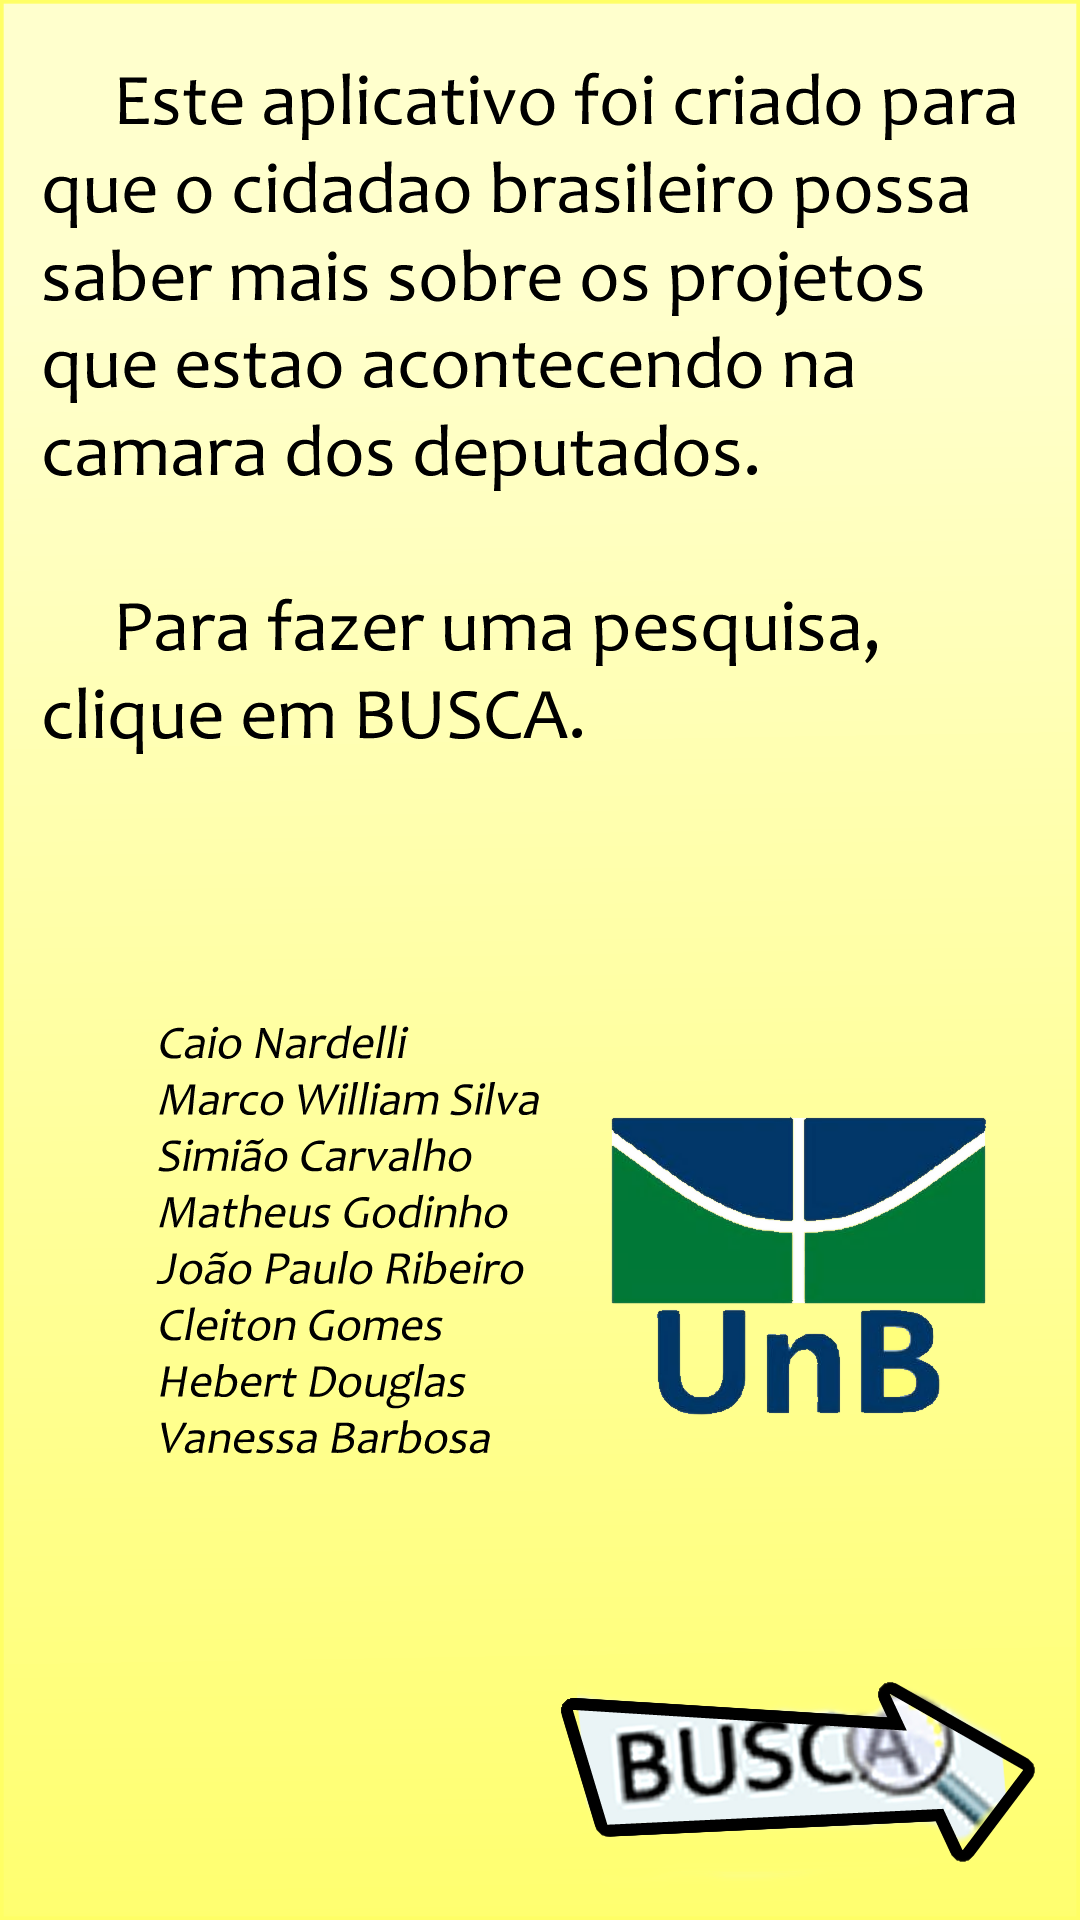 Este aplicativo foi criado para
que o cidadao brasileiro possa
saber mais sobre os projetos
que estao acontecendo na
camara dos deputados.
Para fazer uma pesquisa,
clique em BUSCA.
Caio Nardelli
Marco William Silva
Simião Carvalho
Matheus Godinho
João Paulo Ribeiro
Cleiton Gomes
Hebert Douglas
Vanessa Barbosa
UnB
BUSCA